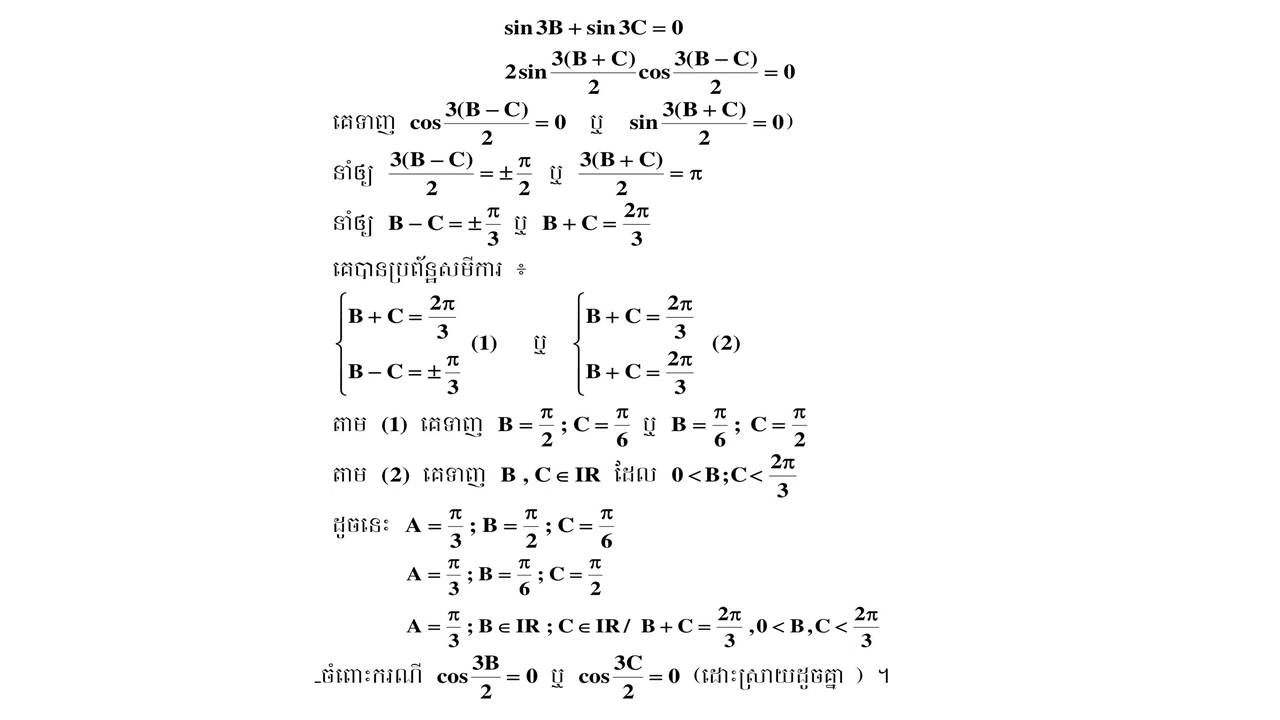 sin 3B + sin 3C = 0
2 sin 3(B + C)/2 cos 3(B − C)/2 = 0
គេទាញ cos 3(B − C)/2 = 0 ឬ sin 3(B + C)/2 = 0)
នាំឲ្យ 3(B − C)/2 = ± π/2 ឬ 3(B + C)/2 = π
នាំឲ្យ B − C = ± π/3 ឬ B + C = 2π/3
គេបានប្រព័ន្ឋសមីការ ៖
{ B + C = 2π/3 ; B − C = ± π/3 (1) ឬ { B + C = 2π/3 ; B + C = 2π/3 (2)
តាម (1) គេទាញ B = π/2 ; C = π/6 ឬ B = π/6 ; C = π/2
តាម (2) គេទាញ B , C ∈ IR ដែល 0 < B;C < 2π/3
ដូចនេះ A = π/3 ; B = π/2 ; C = π/6
A = π/3 ; B = π/6 ; C = π/2
A = π/3 ; B ∈ IR ; C ∈ IR / B + C = 2π/3 , 0 < B, C < 2π/3
-ចំពោះករណី cos 3B/2 = 0 ឬ cos 3C/2 = 0 (ដោះស្រាយដូចគ្នា ) ។